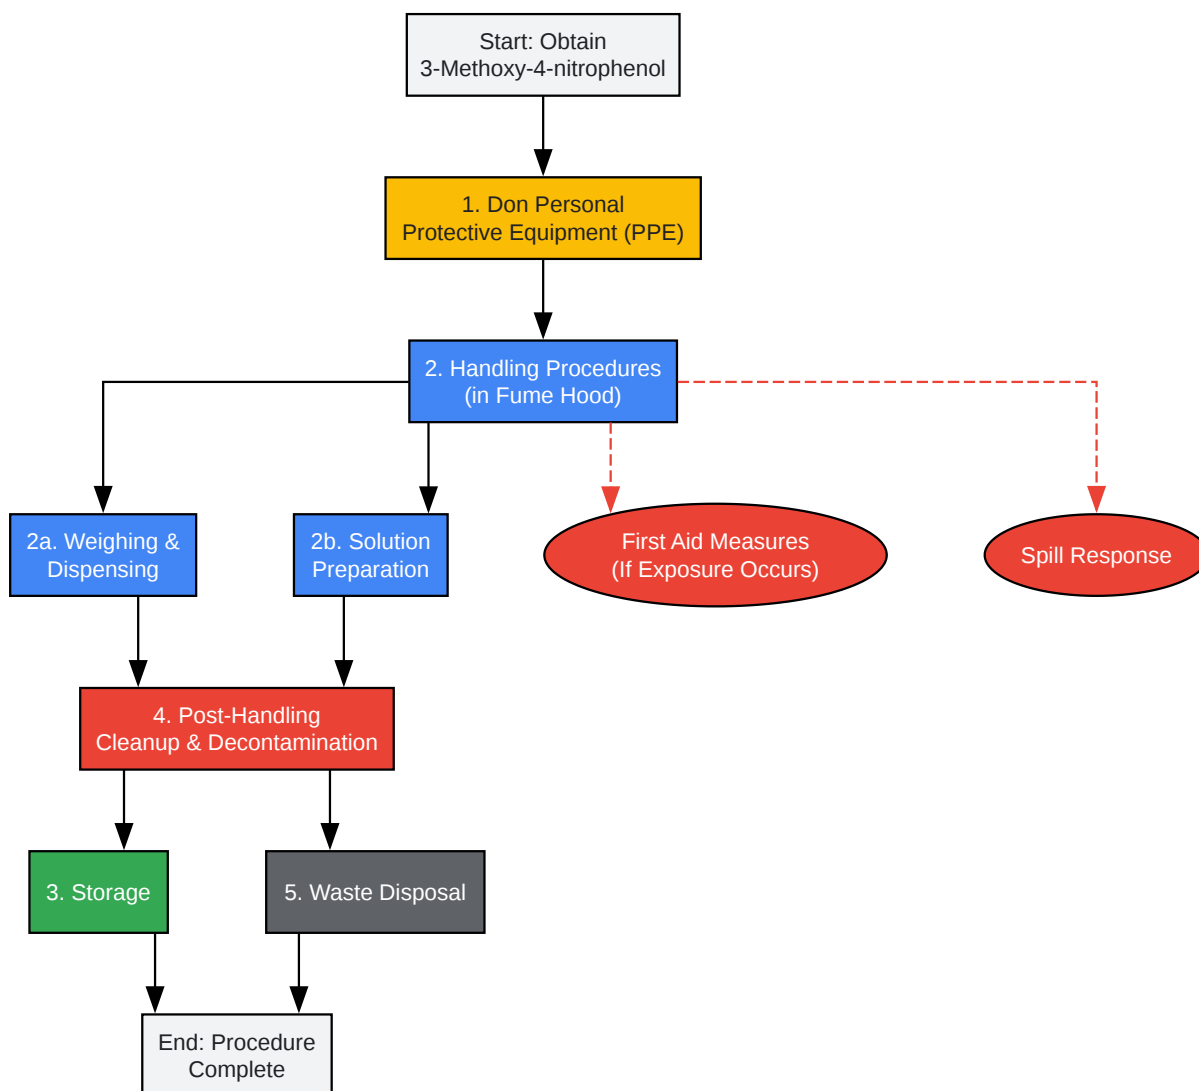 Start: Obtain
3-Methoxy-4-nitrophenol
1. Don Personal
Protective Equipment (PPE)
2. Handling Procedures
(in Fume Hood)
2a. Weighing &
Dispensing
2b. Solution
Preparation
First Aid Measures
(If Exposure Occurs)
Spill Response
4. Post-Handling
Cleanup & Decontamination
3. Storage
5. Waste Disposal
End: Procedure
Complete